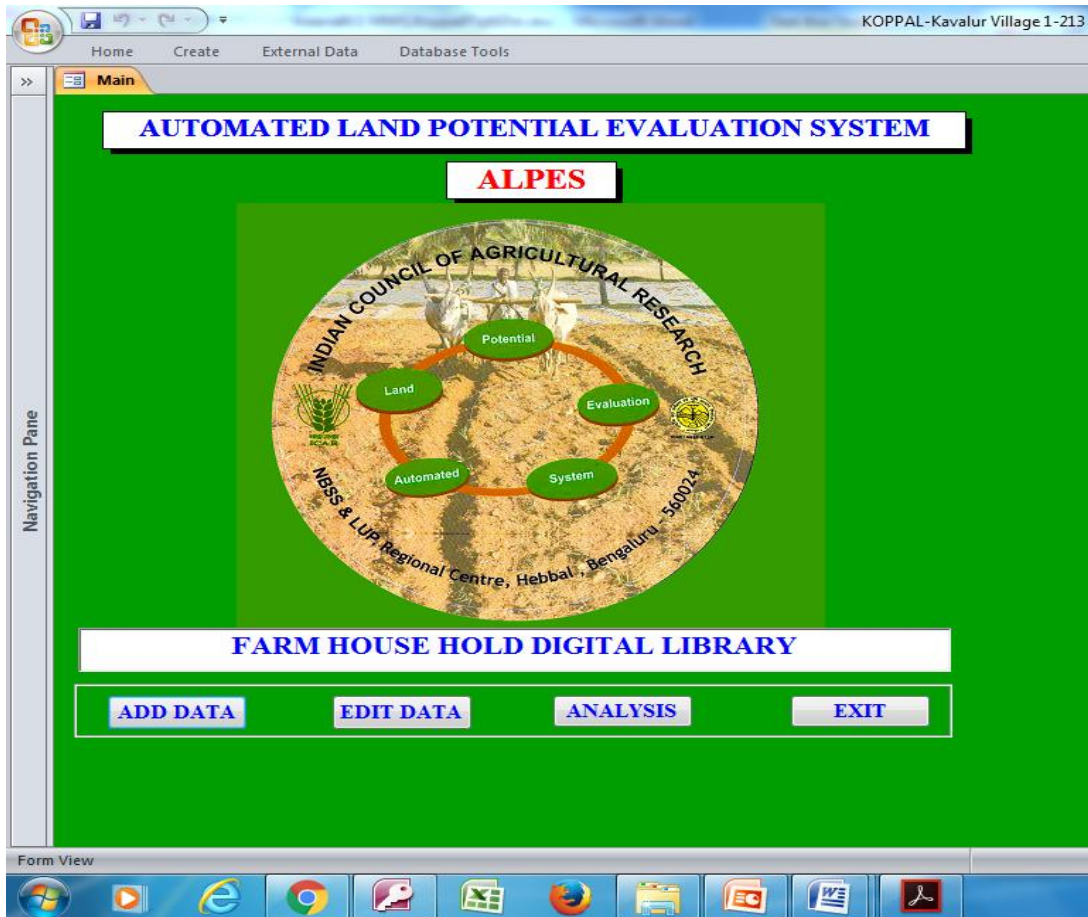 KOPPAL-Kavalur Village 1-213
Home Create External Data Database Tools
Main
AUTOMATED LAND POTENTIAL EVALUATION SYSTEM
ALPES
INDIAN COUNCIL OF AGRICULTURAL RESEARCH
Potential
Land
Evaluation
Automated
System
NBSS & LUP, Regional Centre, Hebbal , Bengaluru - 560024
Navigation Pane
FARM HOUSE HOLD DIGITAL LIBRARY
ADD DATA EDIT DATA ANALYSIS EXIT
Form View